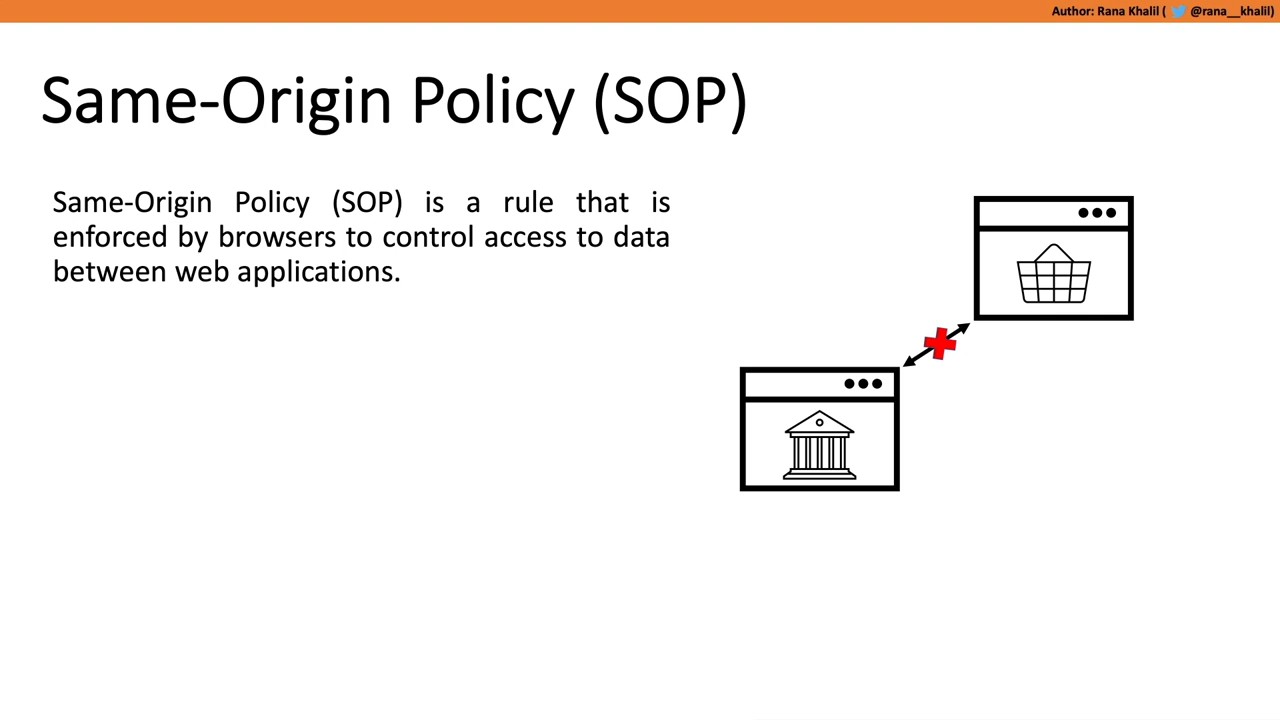 Author: Rana Khalil ( @rana__khalil)
Same-Origin Policy (SOP)
Same-Origin Policy (SOP) is a rule that is
enforced by browsers to control access to data
between web applications.